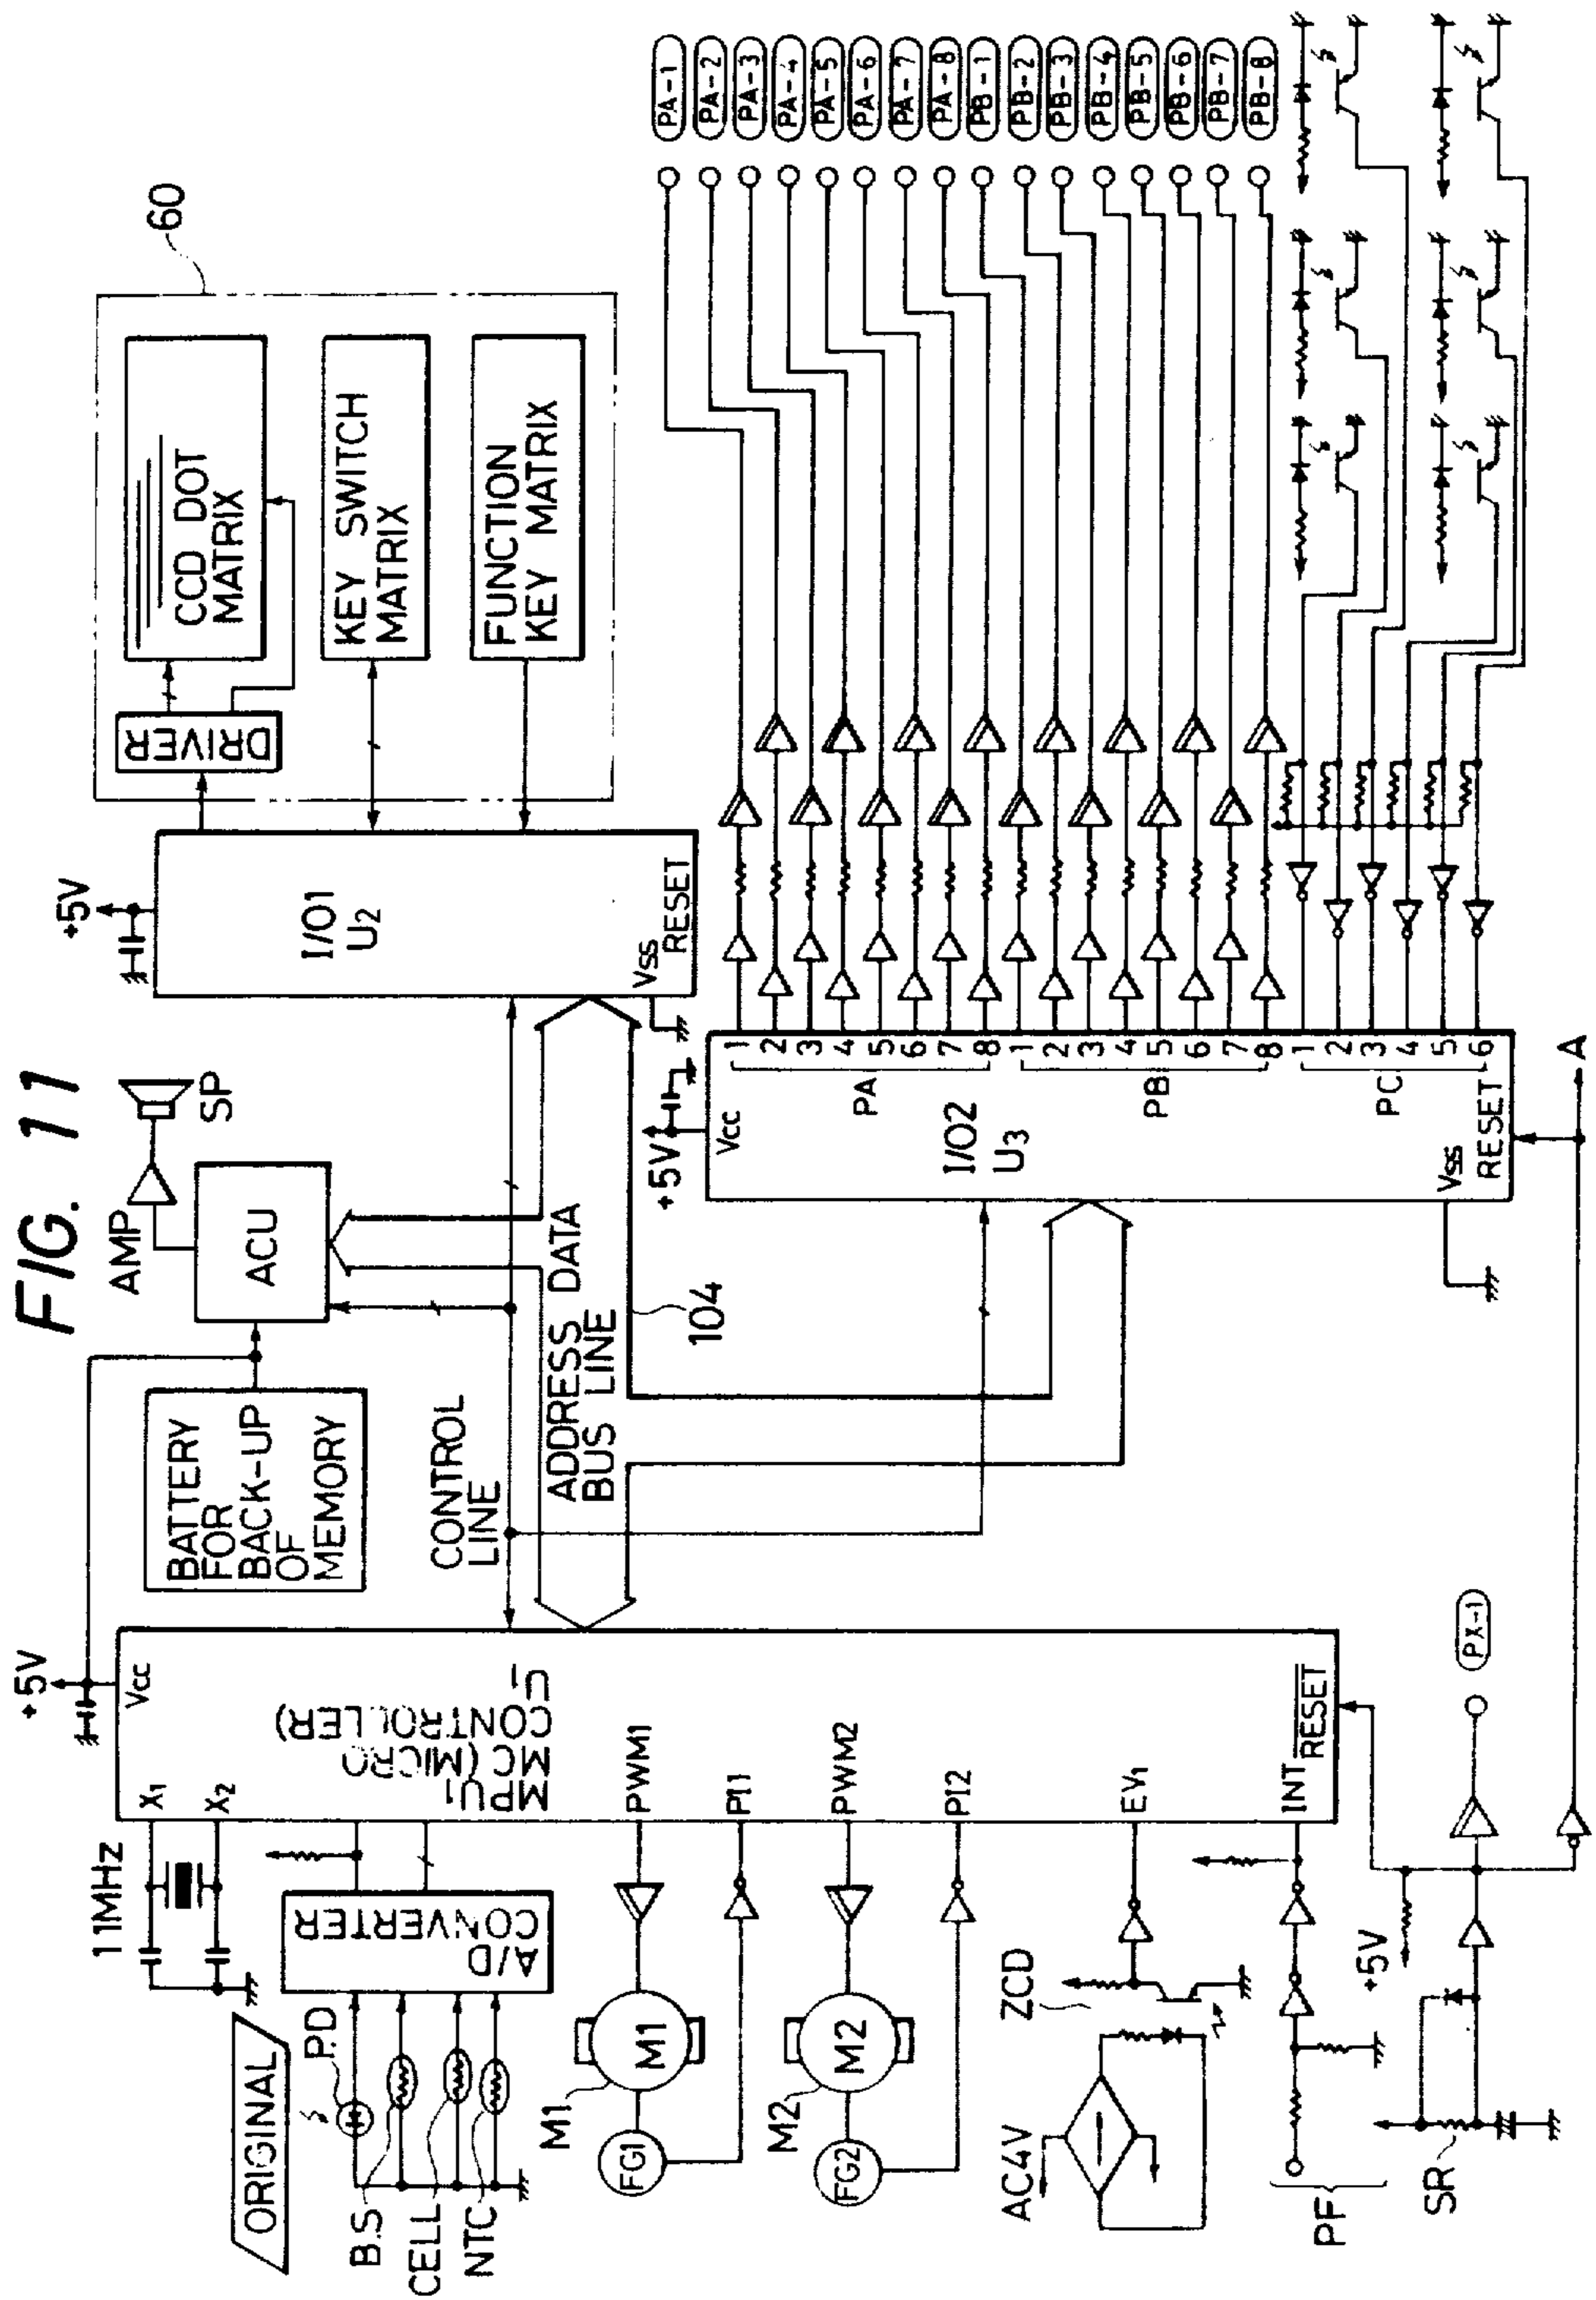 FIG. 11
+5V
Vcc
X1
X2
11MHz
MPU1
MC (MICRO
CONTROLLER)
U1
PWM1
PI1
PWM2
PI2
EV1
INT
RESET
A/D
CONVERTER
ORIGINAL
P.D
B.S
CELL
NTC
M1
M1
FG1
M2
M2
FG2
ZCD
AC4V
PF
SR
+5V
PX-1
A
BATTERY
FOR
BACK-UP
OF
MEMORY
ACU
AMP
SP
CONTROL
LINE
ADDRESS DATA
BUS LINE
104
+5V
I/O1
U2
Vss
RESET
60
DRIVER
CCD DOT
MATRIX
KEY SWITCH
MATRIX
FUNCTION
KEY MATRIX
+5V
Vcc
I/O2
U3
Vss
RESET
PA
1
2
3
4
5
6
7
8
PB
1
2
3
4
5
6
7
8
PC
1
2
3
4
5
6
PA-1
PA-2
PA-3
PA-4
PA-5
PA-6
PA-7
PA-8
PB-1
PB-2
PB-3
PB-4
PB-5
PB-6
PB-7
PB-8